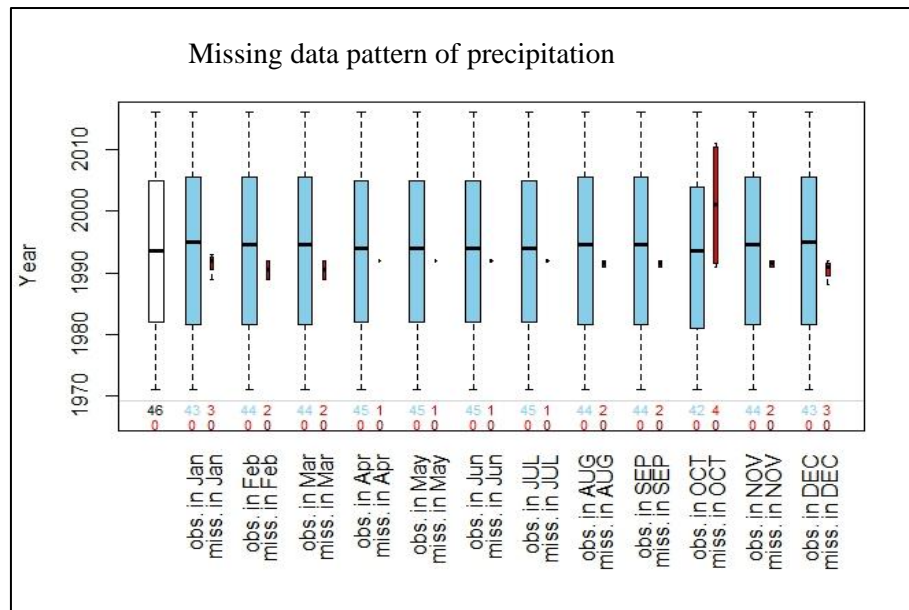 Missing data pattern of precipitation
Year
2010
2000
1990
1980
1970
46 43 3 44 2 44 2 45 1 45 1 45 1 45 1 44 2 44 2 42 4 44 2 43 3
0 0 0 0 0 0 0 0 0 0 0 0 0 0 0 0 0 0 0 0 0 0 0 0 0
obs. in Jan
miss. in Jan
obs. in Feb
miss. in Feb
obs. in Mar
miss. in Mar
obs. in Apr
miss. in Apr
obs. in May
miss. in May
obs. in Jun
miss. in Jun
obs. in JUL
miss. in JUL
obs. in AUG
miss. in AUG
obs. in SEP
miss. in SEP
obs. in OCT
miss. in OCT
obs. in NOV
miss. in NOV
obs. in DEC
miss. in DEC